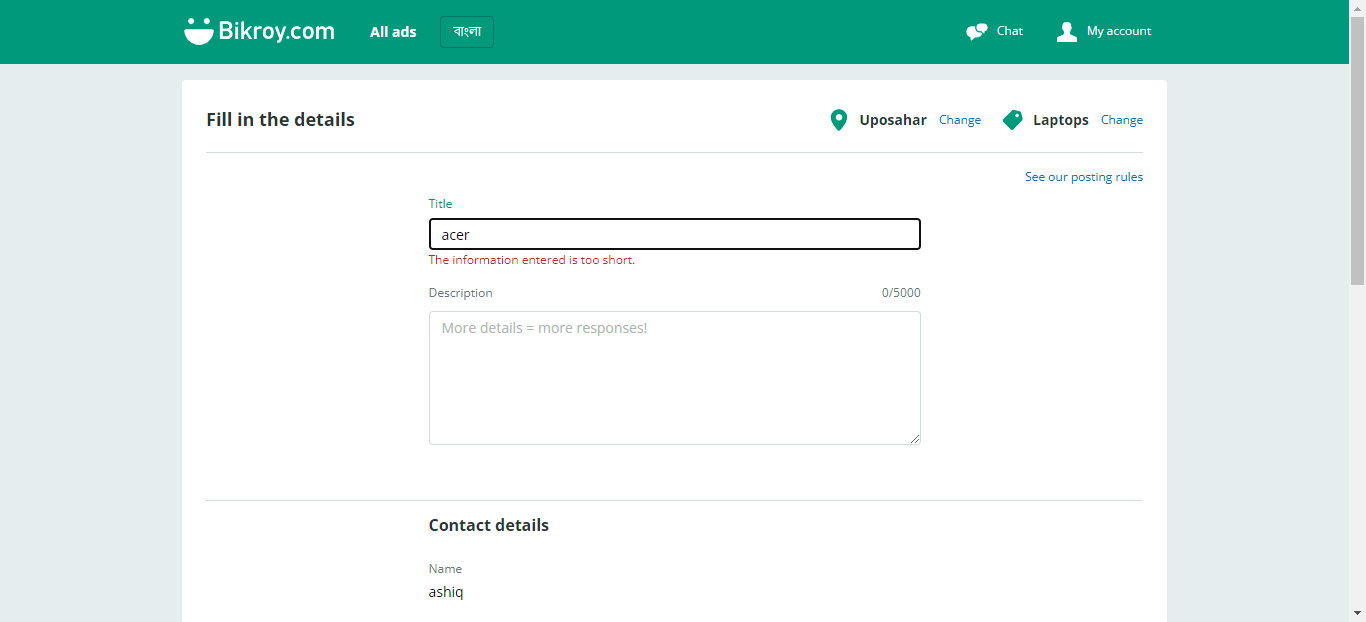 Bikroy.com All ads বাংলা Chat My account
Fill in the details Uposahar Change Laptops Change
See our posting rules
Title
acer
The information entered is too short.
Description 0/5000
More details = more responses!
Contact details
Name
ashiq